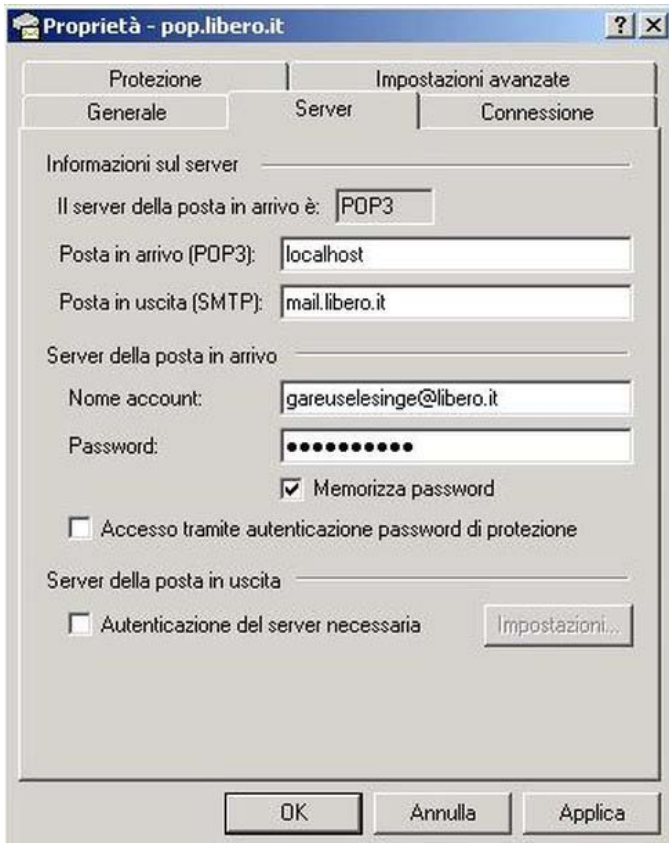 Proprietà - pop.libero.it
Protezione
Impostazioni avanzate
Generale
Server
Connessione
Informazioni sul server
Il server della posta in arrivo è: POP3
Posta in arrivo (POP3): localhost
Posta in uscita (SMTP): mail.libero.it
Server della posta in arrivo
Nome account: gareuselesinge@libero.it
Password: ●●●●●●●●●●
Memorizza password
Accesso tramite autenticazione password di protezione
Server della posta in uscita
Autenticazione del server necessaria
Impostazioni...
OK
Annulla
Applica